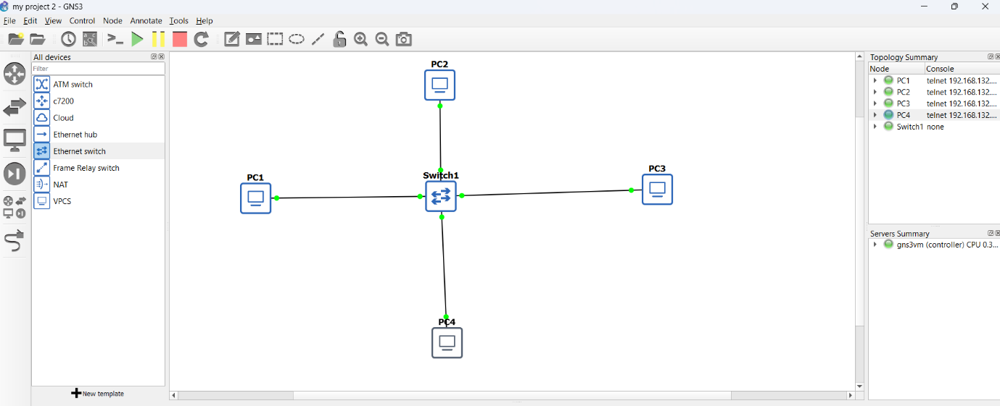 my project 2 - GNS3
File Edit View Control Node Annotate Tools Help
All devices
Filter
ATM switch
c7200
Cloud
Ethernet hub
Ethernet switch
Frame Relay switch
NAT
VPCS
New template
PC2
PC1
Switch1
PC3
PC4
Topology Summary
Node Console
PC1 telnet 192.168.132....
PC2 telnet 192.168.132....
PC3 telnet 192.168.132....
PC4 telnet 192.168.132....
Switch1 none
Servers Summary
gns3vm (controller) CPU 0.3...